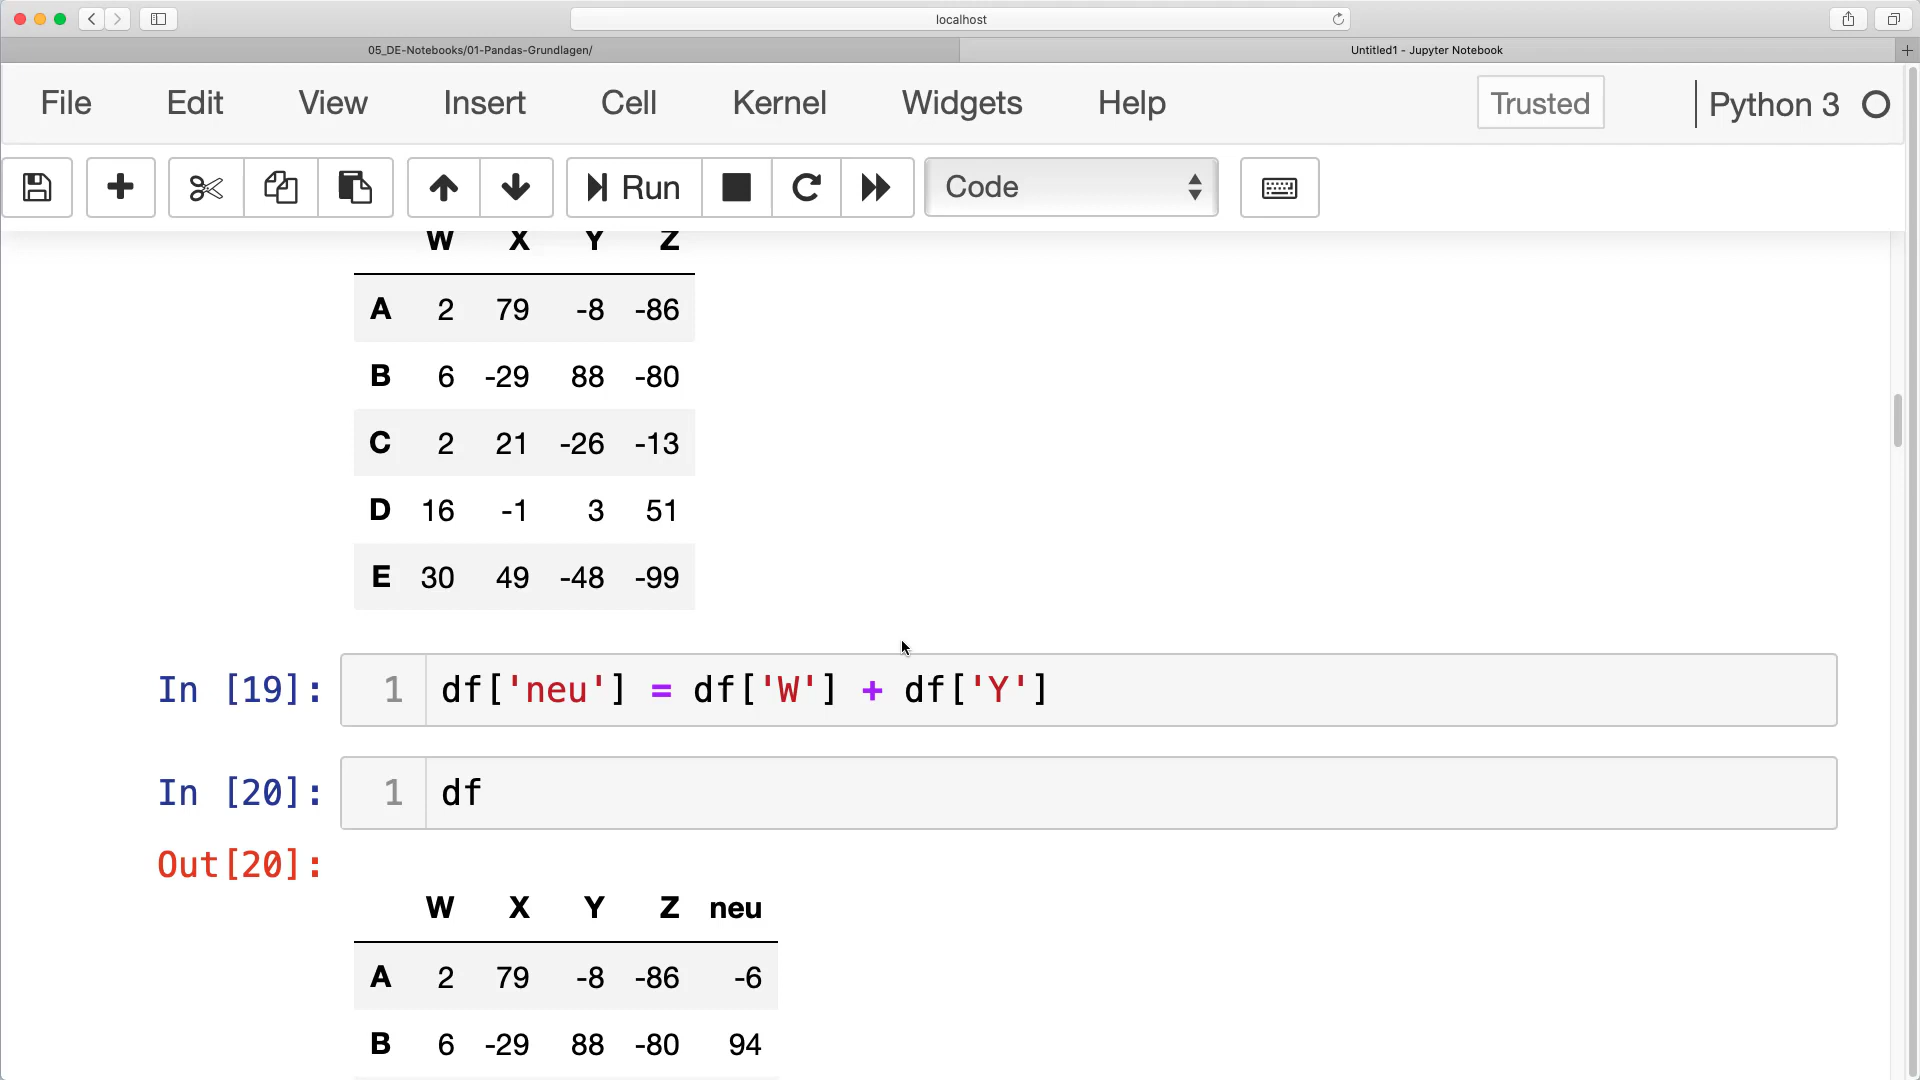 localhost
05_DE-Notebooks/01-Pandas-Grundlagen/
Untitled1 - Jupyter Notebook
File Edit View Insert Cell Kernel Widgets Help Trusted Python 3
Run Code
W X Y Z
A 2 79 -8 -86
B 6 -29 88 -80
C 2 21 -26 -13
D 16 -1 3 51
E 30 49 -48 -99
In [19]: 1 df['neu'] = df['W'] + df['Y']
In [20]: 1 df
Out[20]:
W X Y Z neu
A 2 79 -8 -86 -6
B 6 -29 88 -80 94